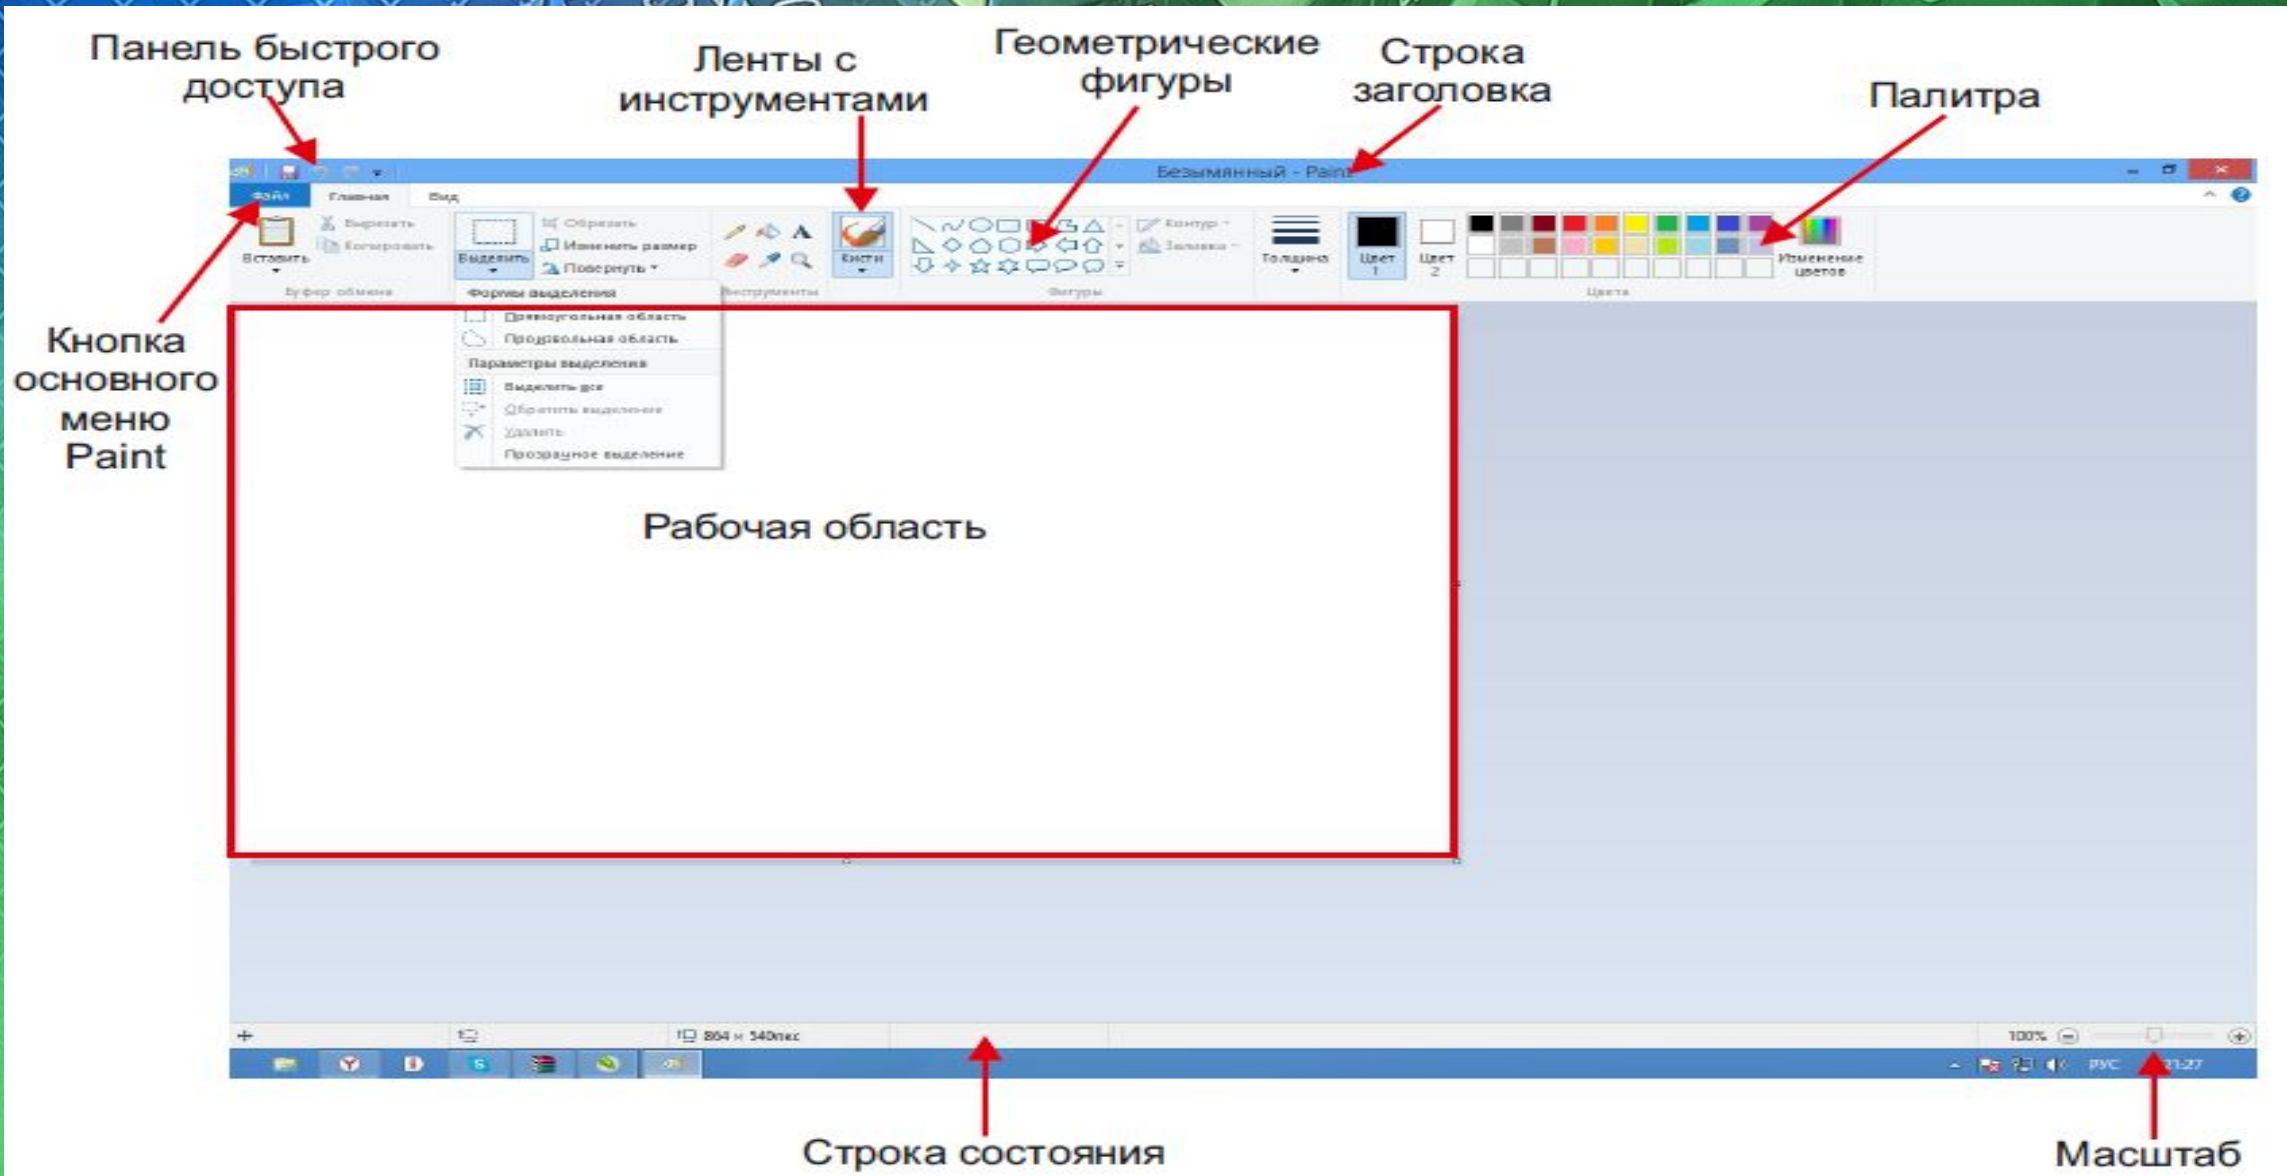 Панель быстрого
доступа
Ленты с
инструментами
Геометрические
фигуры
Строка
заголовка
Палитра
Безымянный - Paint
Файл Главная Вид
Вставить
Вырезать
Копировать
Буфер обмена
Выделить
Обрезать
Изменить размер
Повернуть
Инструменты
A
Кисти
Фигуры
Контур
Заливка
Толщина
Цвет
1
Цвет
2
Изменение
цветов
Цвета
Формы выделения
Прямоугольная область
Произвольная область
Параметры выделения
Выделить все
Обратить выделение
Удалить
Прозрачное выделение
Кнопка
основного
меню
Paint
Рабочая область
864 × 540пкс
100%
РУС 21:27
Строка состояния
Масштаб